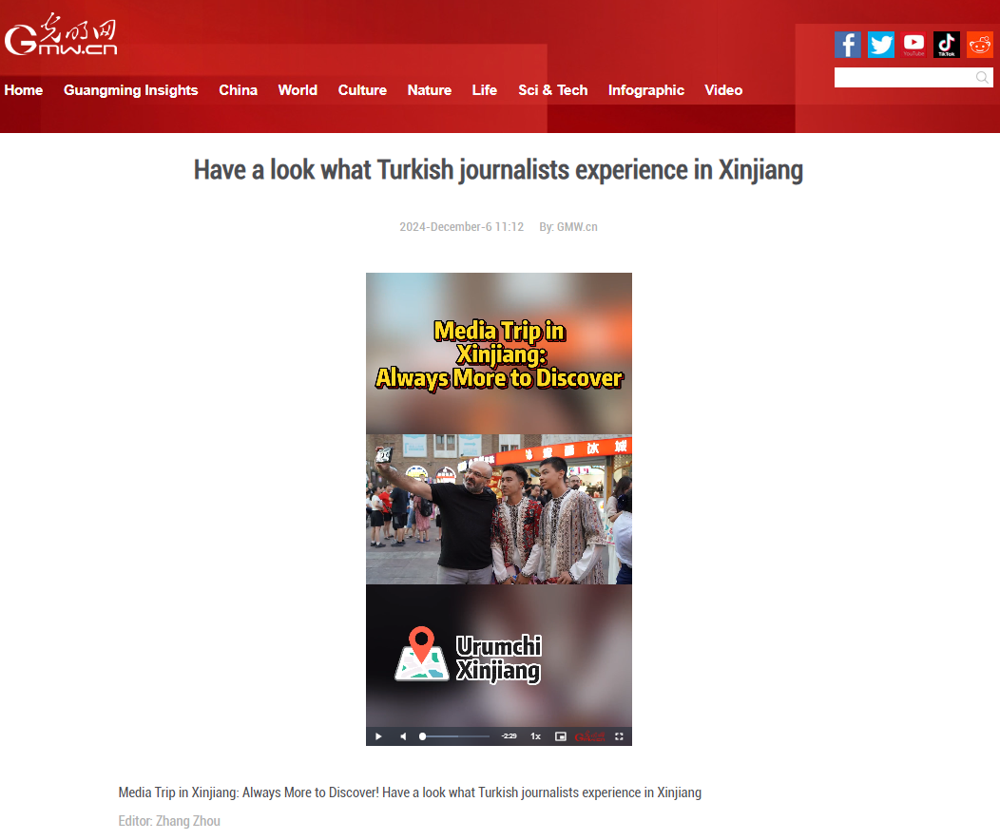 光明网
GMW.cn
YouTube
TikTok
Home Guangming Insights China World Culture Nature Life Sci & Tech Infographic Video
Have a look what Turkish journalists experience in Xinjiang
2024-December-6 11:12 By: GMW.cn
Media Trip in
Xinjiang:
Always More to Discover
冰城
Urumchi
Xinjiang
-2:29 1x
Media Trip in Xinjiang: Always More to Discover! Have a look what Turkish journalists experience in Xinjiang
Editor: Zhang Zhou